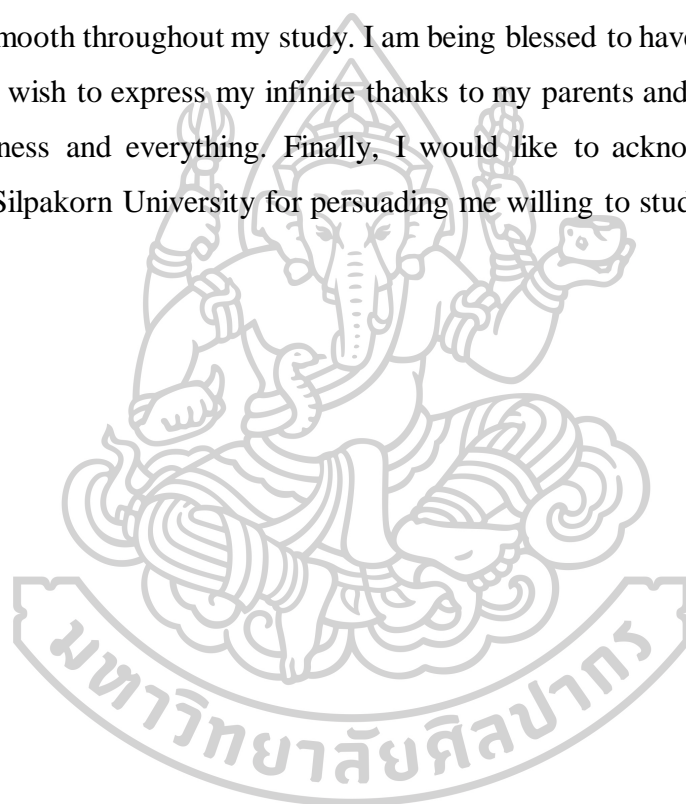 mooth throughout my study. I am being blessed to have
wish to express my infinite thanks to my parents and
ness and everything. Finally, I would like to ackno
Silpakorn University for persuading me willing to stud
มหาวิทยาลัยศิลปากร